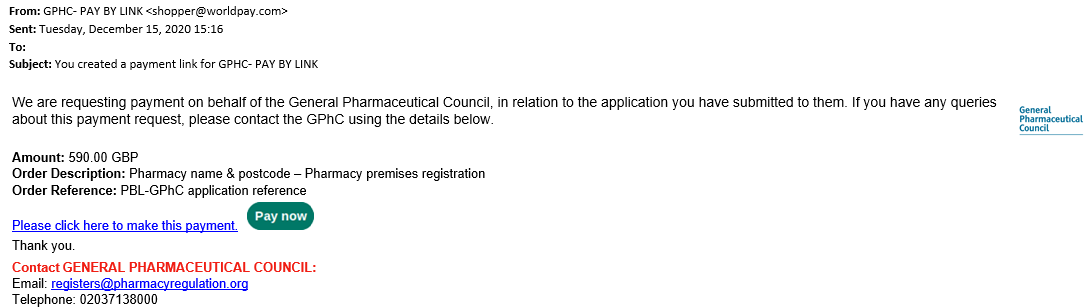 From: GPHC- PAY BY LINK <shopper@worldpay.com>
Sent: Tuesday, December 15, 2020 15:16
To:
Subject: You created a payment link for GPHC- PAY BY LINK
We are requesting payment on behalf of the General Pharmaceutical Council, in relation to the application you have submitted to them. If you have any queries
about this payment request, please contact the GPhC using the details below.
General
Pharmaceutical
Council
Amount: 590.00 GBP
Order Description: Pharmacy name & postcode – Pharmacy premises registration
Order Reference: PBL-GPhC application reference
Please click here to make this payment. Pay now
Thank you.
Contact GENERAL PHARMACEUTICAL COUNCIL:
Email: registers@pharmacyregulation.org
Telephone: 02037138000